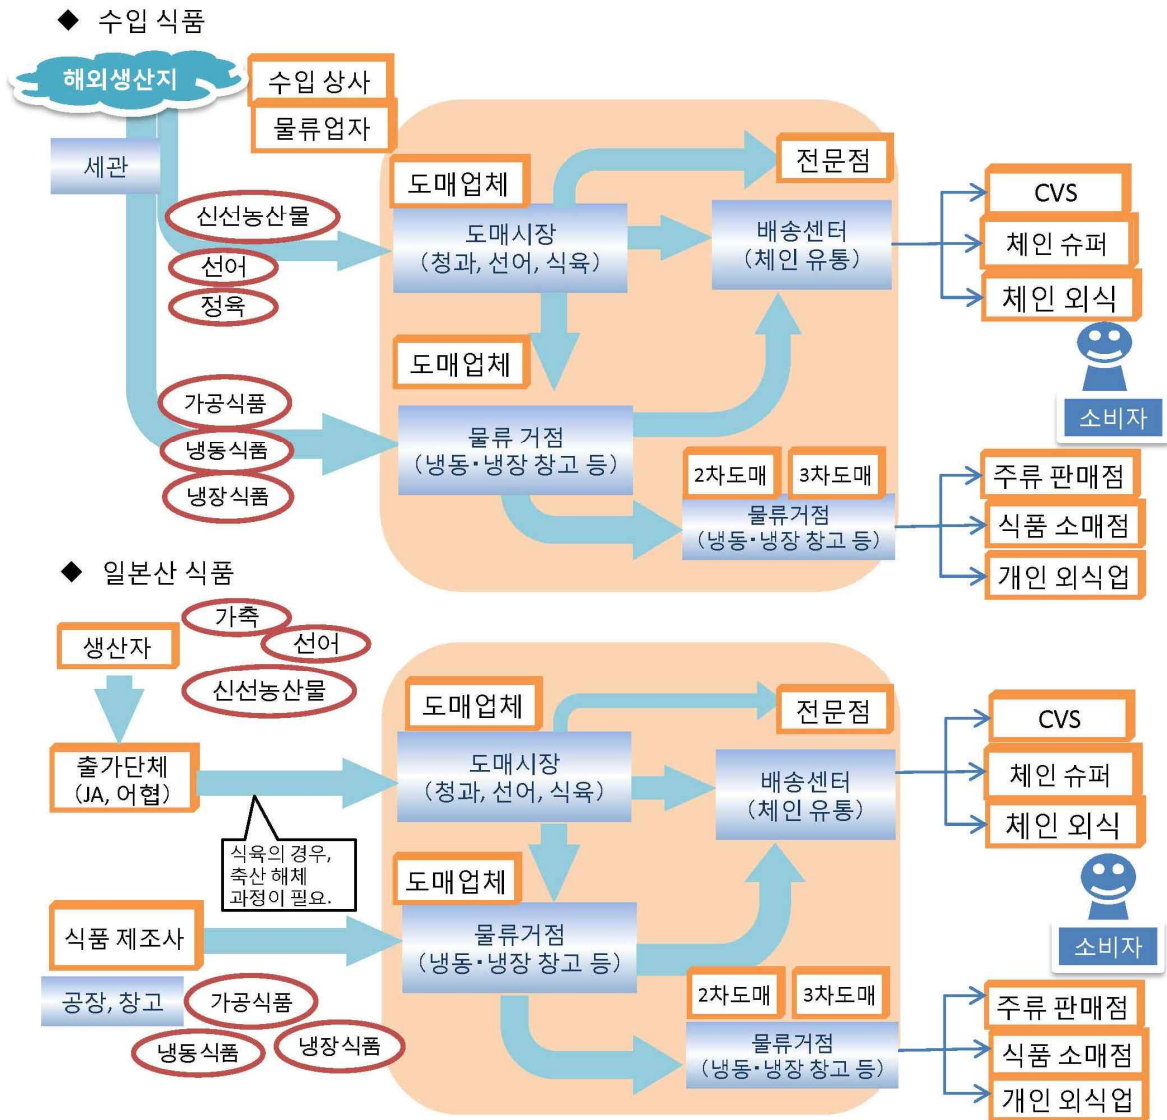 ◆ 수입 식품
해외생산지
수입 상사
물류업자
세관
신선농산물
선어
정육
가공식품
냉동식품
냉장식품
도매업체
도매시장
(청과, 선어, 식육)
전문점
배송센터
(체인 유통)
도매업체
물류 거점
(냉동·냉장 창고 등)
2차도매
3차도매
물류거점
(냉동·냉장 창고 등)
CVS
체인 슈퍼
체인 외식
소비자
주류 판매점
식품 소매점
개인 외식업
◆ 일본산 식품
생산자
가축
선어
신선농산물
출가단체
(JA, 어협)
식육의 경우,
축산 해체
과정이 필요.
식품 제조사
공장, 창고
가공식품
냉동식품
냉장식품
도매업체
도매시장
(청과, 선어, 식육)
전문점
배송센터
(체인 유통)
도매업체
물류거점
(냉동·냉장 창고 등)
2차도매
3차도매
물류거점
(냉동·냉장 창고 등)
CVS
체인 슈퍼
체인 외식
소비자
주류 판매점
식품 소매점
개인 외식업